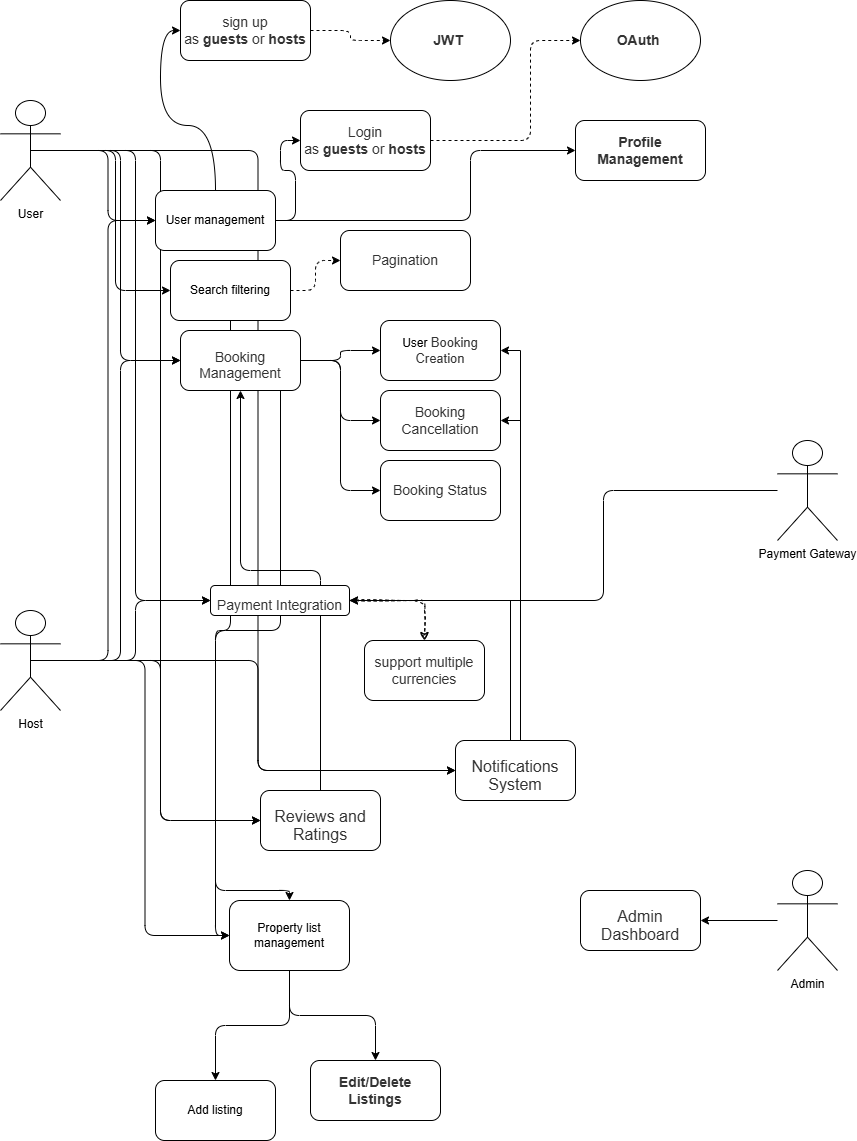 sign up
as guests or hosts
JWT
OAuth
Login
as guests or hosts
Profile
Management
User
User management
Pagination
Search filtering
User Booking
Creation
Booking
Management
Booking
Cancellation
Booking Status
Payment Gateway
Payment Integration
support multiple
currencies
Host
Notifications
System
Reviews and
Ratings
Admin
Dashboard
Property list
management
Admin
Edit/Delete
Listings
Add listing